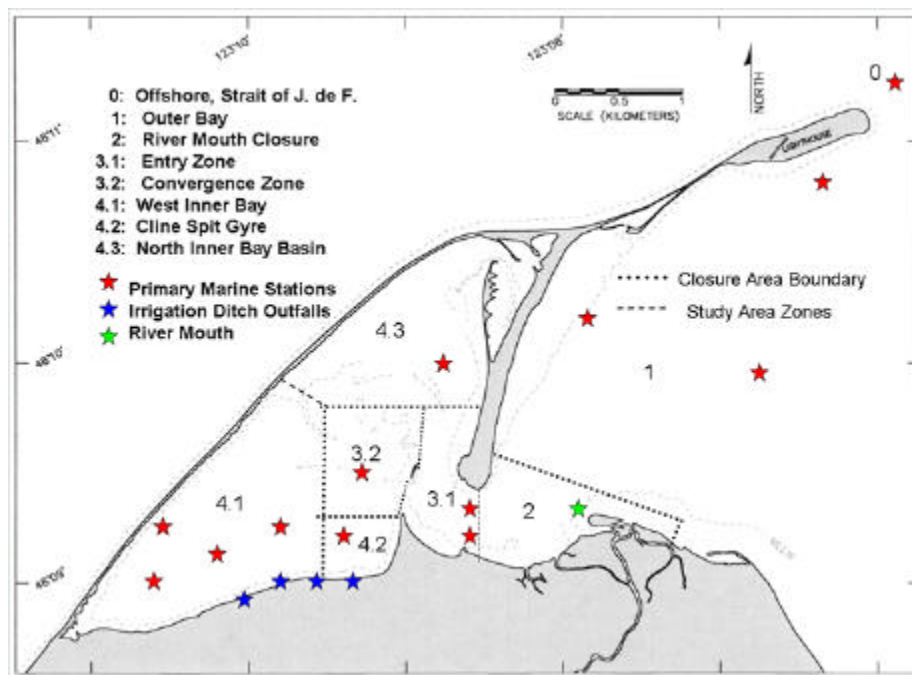 123°10'
123°08'
0
0: Offshore, Strait of J. de F.
1: Outer Bay
2: River Mouth Closure
3.1: Entry Zone
3.2: Convergence Zone
4.1: West Inner Bay
4.2: Cline Spit Gyre
4.3: North Inner Bay Basin
Primary Marine Stations
Irrigation Ditch Outfalls
River Mouth
0 0.5 1
SCALE (KILOMETERS)
NORTH
48°11'
LIGHTHOUSE
Closure Area Boundary
Study Area Zones
4.3
48°10'
1
3.2
4.1
3.1
2
4.2
48°09'